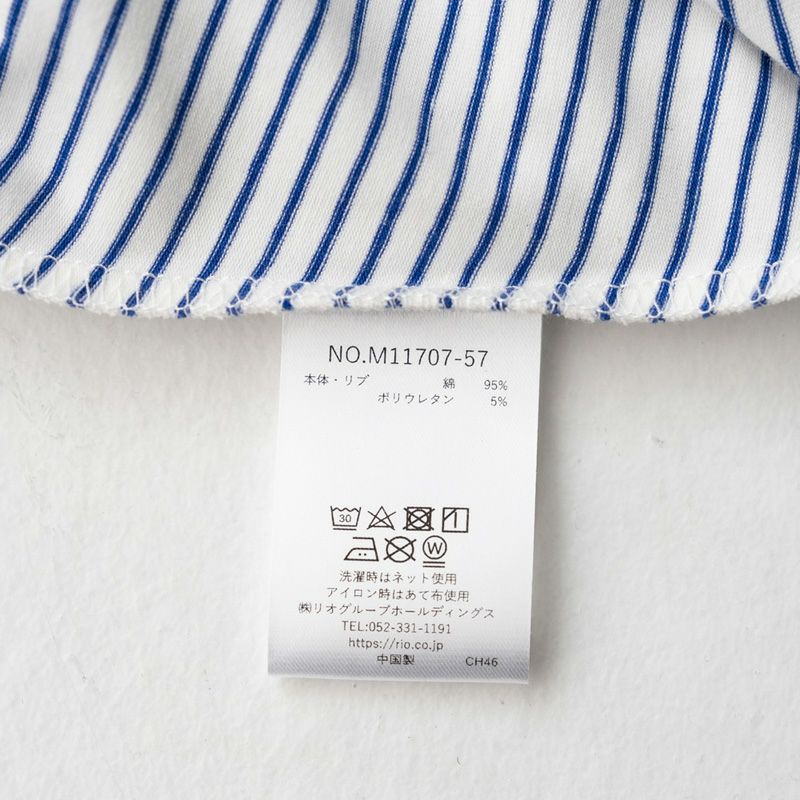 NO.M11707-57
本体・リブ 綿 95%
ポリウレタン 5%
30
W
洗濯時はネット使用
アイロン時はあて布使用
㈱リオグループホールディングス
TEL:052-331-1191
https://rio.co.jp
中国製 CH46